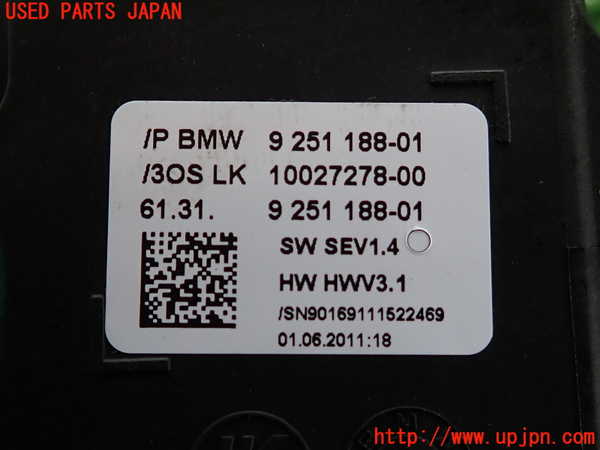 USED PARTS JAPAN
/P BMW 9 251 188-01
/3OS LK 10027278-00
61.31. 9 251 188-01
SW SEV1.4
HW HWV3.1
/SN90169111522469
01.06.2011:18
http://www.upjpn.com/